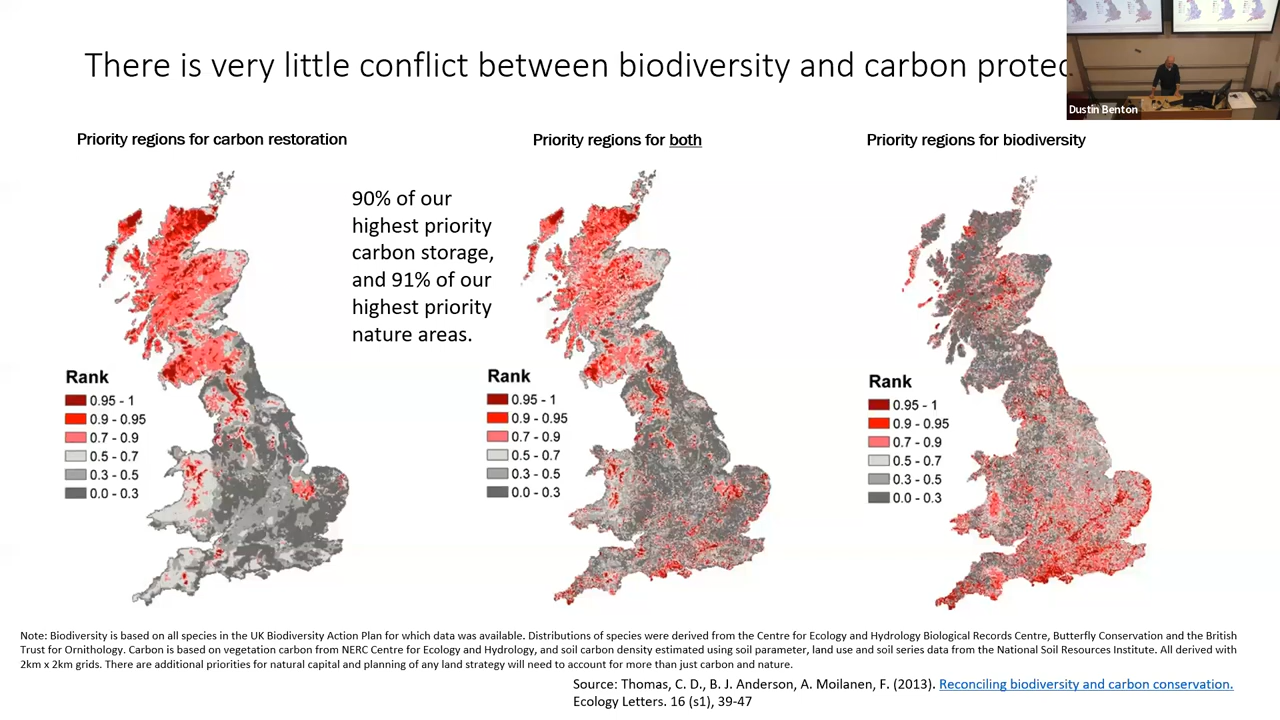 There is very little conflict between biodiversity and carbon protec
Dustin Benton
Priority regions for carbon restoration
Priority regions for both
Priority regions for biodiversity
90% of our
highest priority
carbon storage,
and 91% of our
highest priority
nature areas.
Rank
0.95 - 1
0.9 - 0.95
0.7 - 0.9
0.5 - 0.7
0.3 - 0.5
0.0 - 0.3
Rank
0.95 - 1
0.9 - 0.95
0.7 - 0.9
0.5 - 0.7
0.3 - 0.5
0.0 - 0.3
Rank
0.95 - 1
0.9 - 0.95
0.7 - 0.9
0.5 - 0.7
0.3 - 0.5
0.0 - 0.3
Note: Biodiversity is based on all species in the UK Biodiversity Action Plan for which data was available. Distributions of species were derived from the Centre for Ecology and Hydrology Biological Records Centre, Butterfly Conservation and the British
Trust for Ornithology. Carbon is based on vegetation carbon from NERC Centre for Ecology and Hydrology, and soil carbon density estimated using soil parameter, land use and soil series data from the National Soil Resources Institute. All derived with
2km x 2km grids. There are additional priorities for natural capital and planning of any land strategy will need to account for more than just carbon and nature.
Source: Thomas, C. D., B. J. Anderson, A. Moilanen, F. (2013). Reconciling biodiversity and carbon conservation.
Ecology Letters. 16 (s1), 39-47